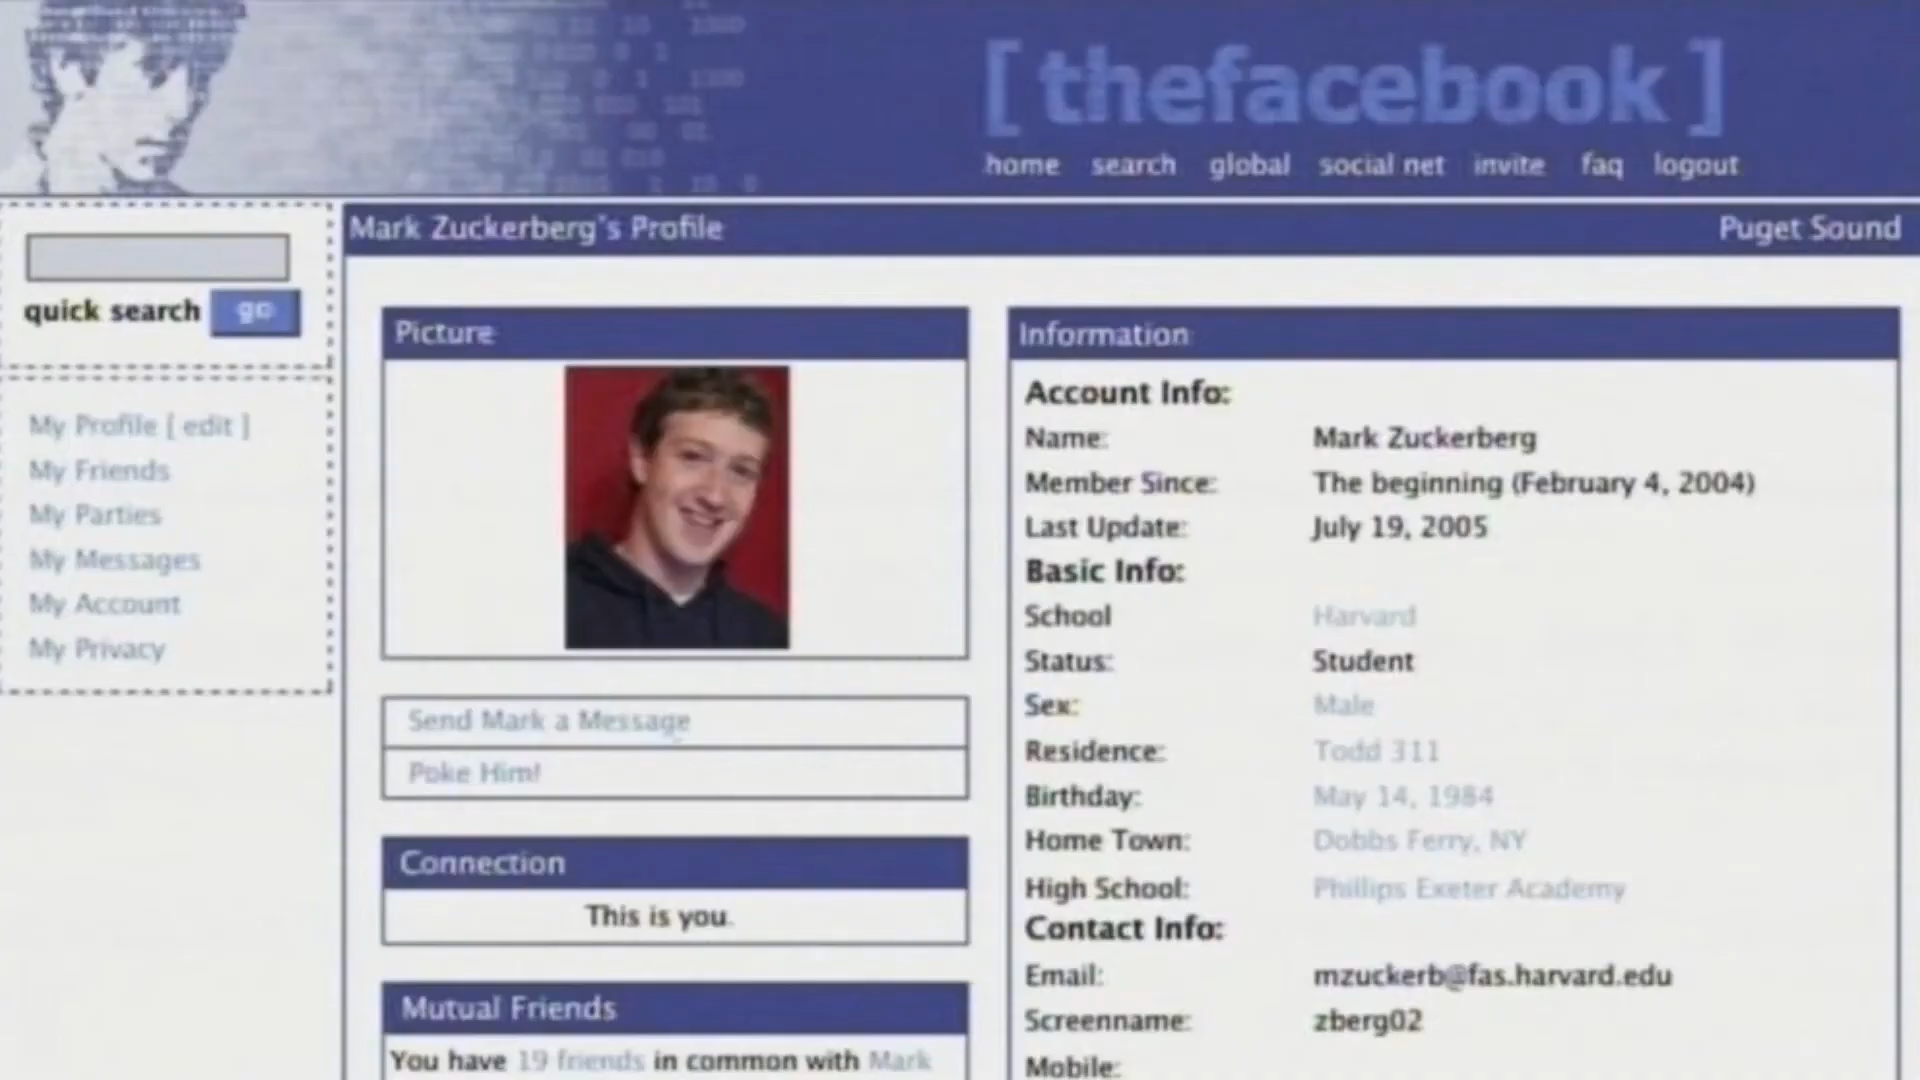 [ thefacebook ]
home search global social net invite faq logout
quick search go
My Profile [ edit ]
My Friends
My Parties
My Messages
My Account
My Privacy
Mark Zuckerberg's Profile Puget Sound
Picture
Send Mark a Message
Poke Him!
Connection
This is you.
Mutual Friends
You have 19 friends in common with Mark
Information
Account Info:
Name: Mark Zuckerberg
Member Since: The beginning (February 4, 2004)
Last Update: July 19, 2005
Basic Info:
School Harvard
Status: Student
Sex: Male
Residence: Todd 311
Birthday: May 14, 1984
Home Town: Dobbs Ferry, NY
High School: Phillips Exeter Academy
Contact Info:
Email: mzuckerb@fas.harvard.edu
Screenname: zberg02
Mobile: